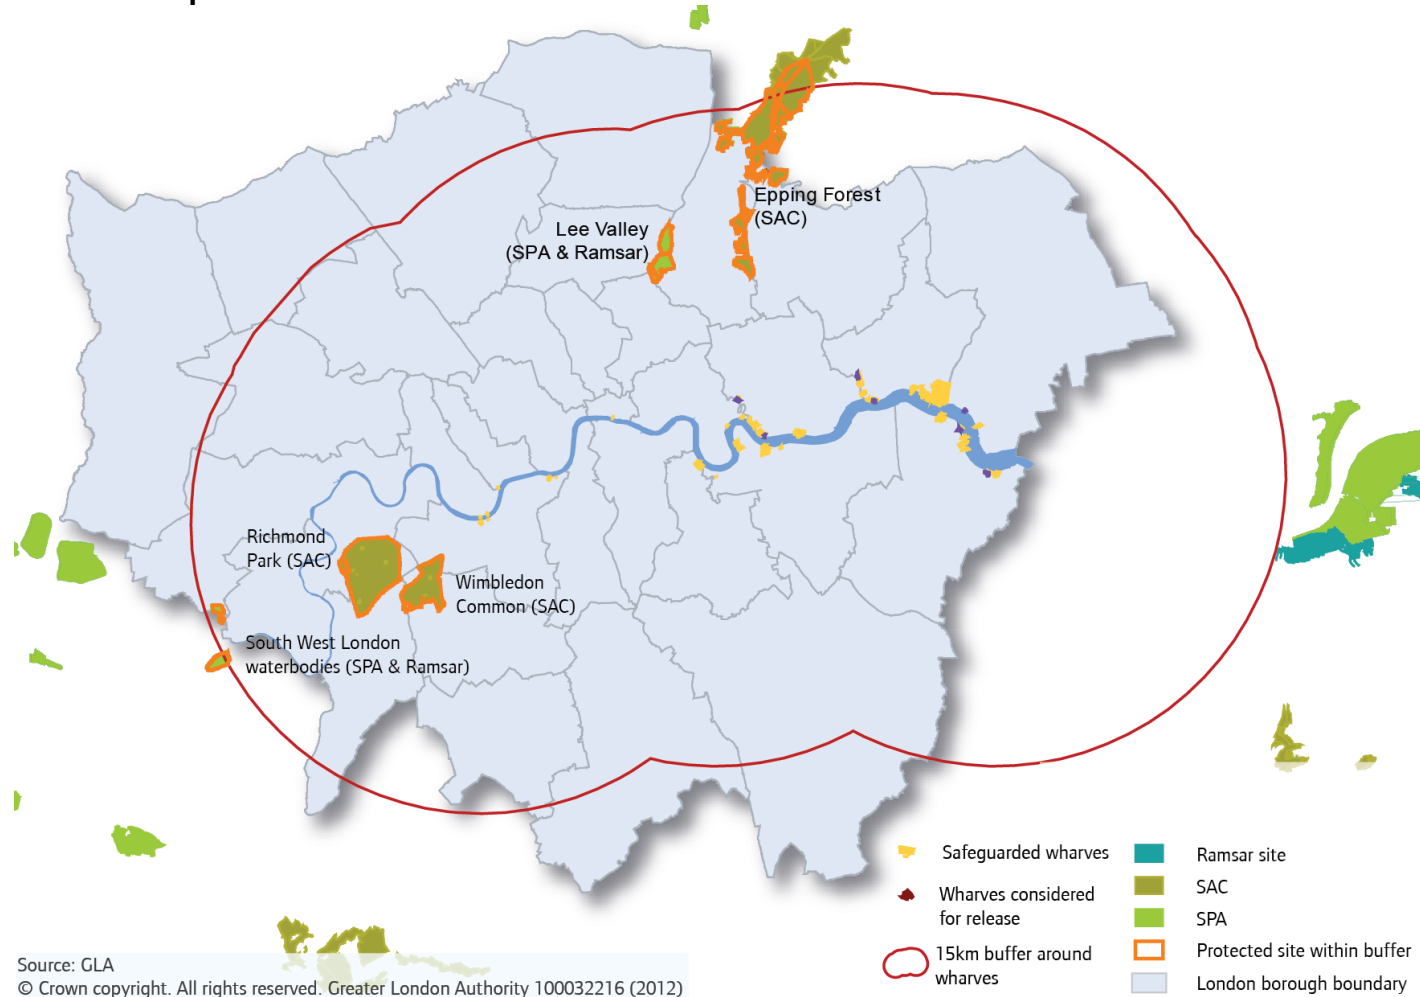 Epping Forest
(SAC)
Lee Valley
(SPA & Ramsar)
Richmond
Park (SAC)
Wimbledon
Common (SAC)
South West London
waterbodies (SPA & Ramsar)
Safeguarded wharves
Wharves considered
for release
15km buffer around
wharves
Ramsar site
SAC
SPA
Protected site within buffer
London borough boundary
Source: GLA
© Crown copyright. All rights reserved. Greater London Authority 100032216 (2012)